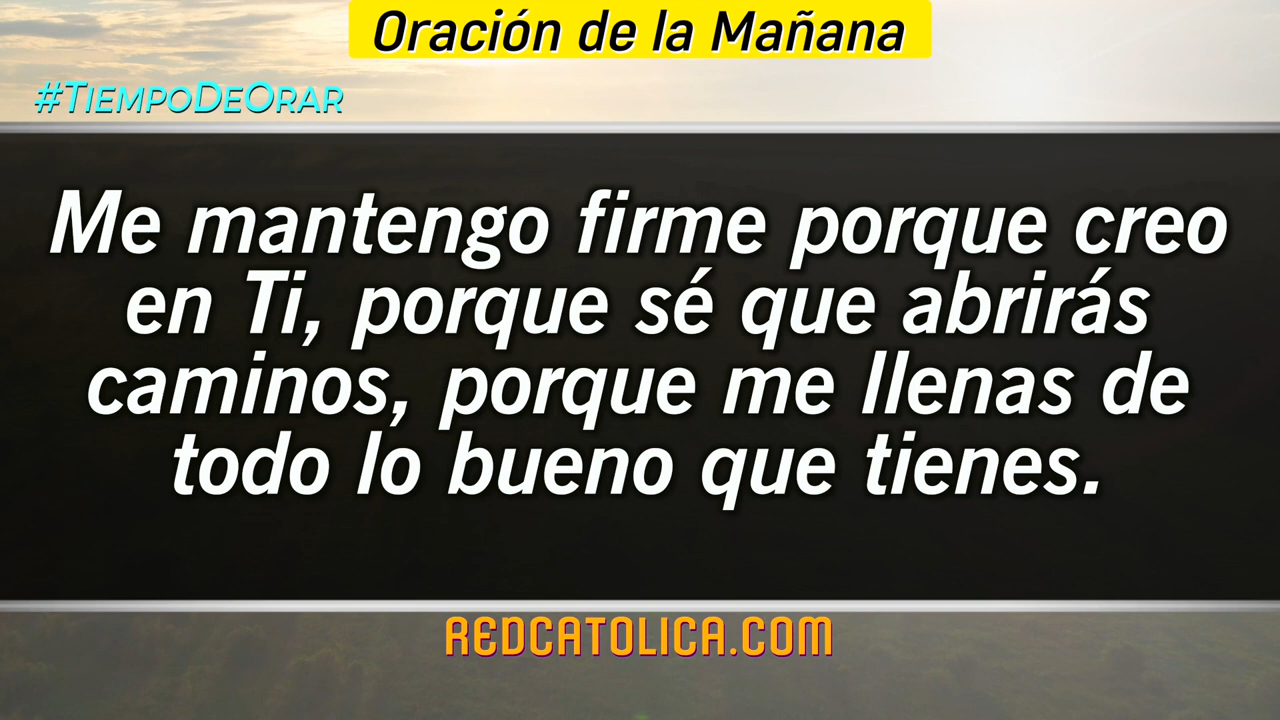 Oración de la Mañana
#TiempoDeOrar
Me mantengo firme porque creo
en Ti, porque sé que abrirás
caminos, porque me llenas de
todo lo bueno que tienes.
REDCATOLICA.COM